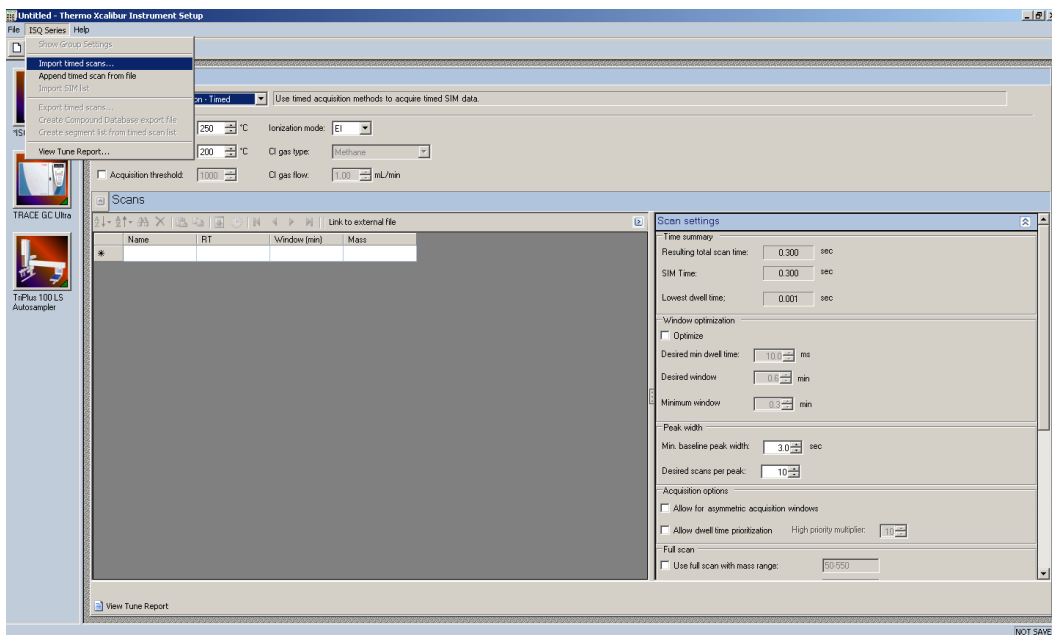 Untitled - Thermo Xcalibur Instrument Setup
File ISQ Series Help
Show Group Settings
Import timed scans...
Append timed scan from file
Import SIM list
Export timed scans...
Create Compound Database export file
Create segment list from timed scan list
View Tune Report...
on - Timed Use timed acquisition methods to acquire timed SIM data.
250 °C Ionization mode: EI
200 °C CI gas type: Methane
Acquisition threshold: 1000 CI gas flow: 1.00 mL/min
TRACE GC Ultra
TriPlus 100 LS
Autosampler
Scans
Link to external file
Name RT Window (min) Mass
Scan settings
Time summary
Resulting total scan time: 0.300 sec
SIM Time: 0.300 sec
Lowest dwell time: 0.001 sec
Window optimization
Optimize
Desired min dwell time: 10.0 ms
Desired window 0.6 min
Minimum window 0.3 min
Peak width
Min. baseline peak width: 3.0 sec
Desired scans per peak: 10
Acquisition options
Allow for asymmetric acquisition windows
Allow dwell time prioritization High priority multiplier: 10
Full scan
Use full scan with mass range: 50-550
View Tune Report
NOT SAVE